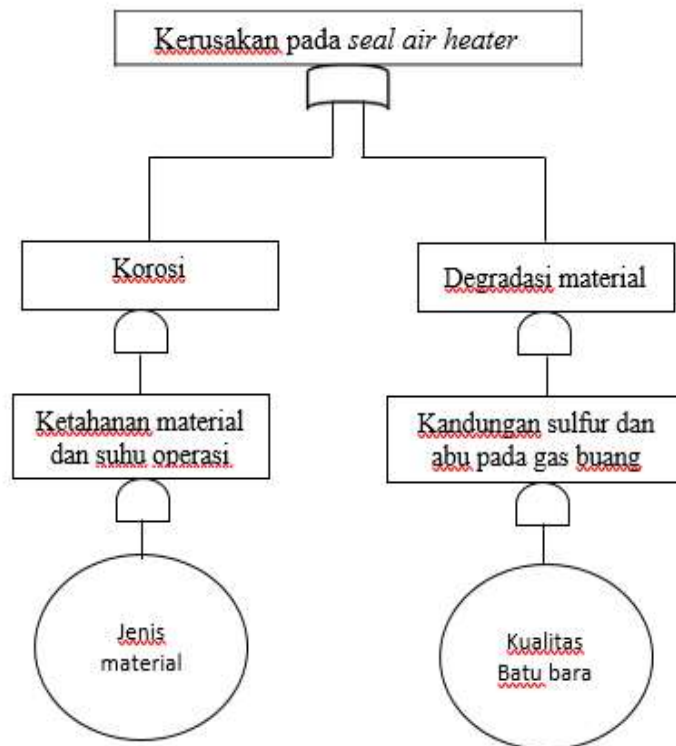 Kerusakan pada seal air heater
Korosi
Degradasi material
Ketahanan material
dan suhu operasi
Kandungan sulfur dan
abu pada gas buang
Jenis
material
Kualitas
Batu bara